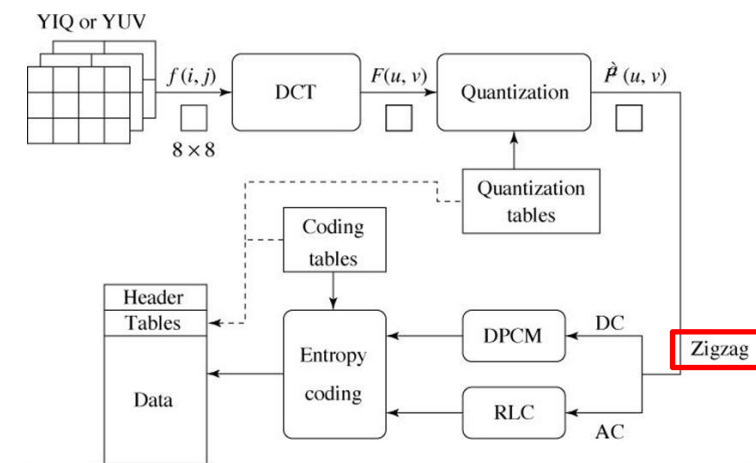 YIQ or YUV
f (i, j)
8 × 8
DCT
F(u, v)
Quantization
(u, v)
Quantization
tables
Coding
tables
Header
Tables
Data
Entropy
coding
DPCM
DC
RLC
AC
Zigzag